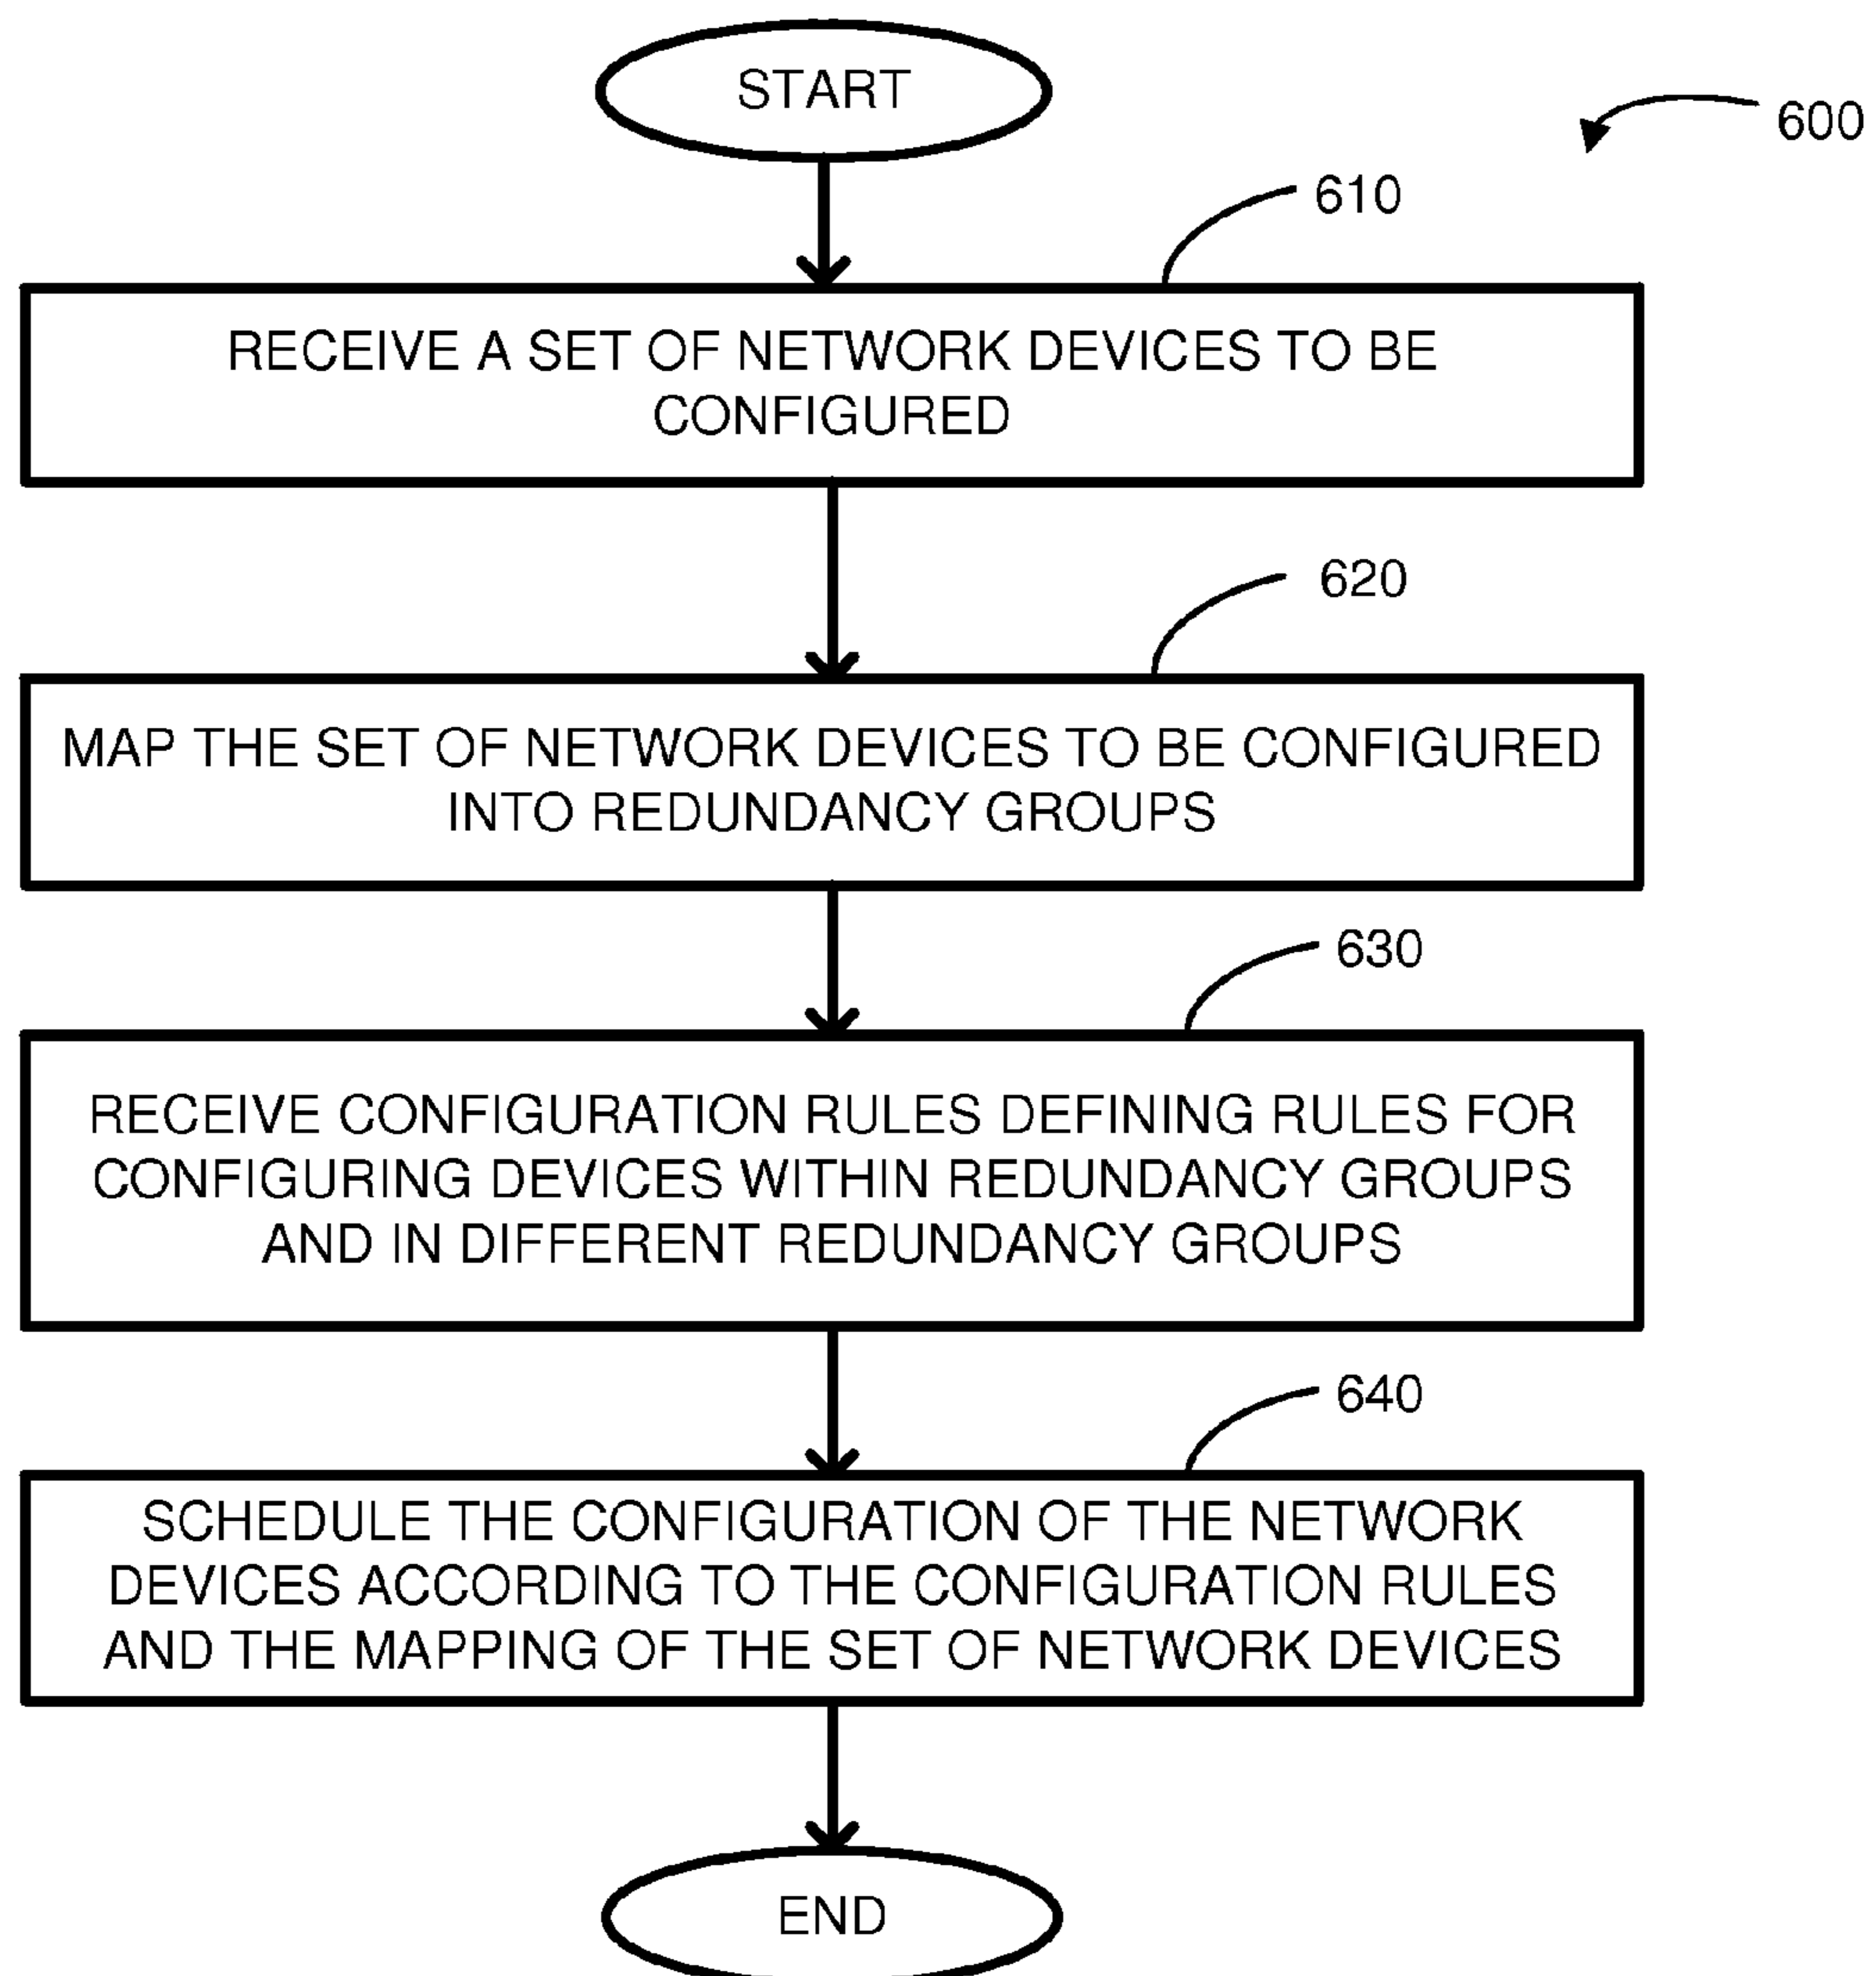 START
600
610
RECEIVE A SET OF NETWORK DEVICES TO BE
CONFIGURED
620
MAP THE SET OF NETWORK DEVICES TO BE CONFIGURED
INTO REDUNDANCY GROUPS
630
RECEIVE CONFIGURATION RULES DEFINING RULES FOR
CONFIGURING DEVICES WITHIN REDUNDANCY GROUPS
AND IN DIFFERENT REDUNDANCY GROUPS
640
SCHEDULE THE CONFIGURATION OF THE NETWORK
DEVICES ACCORDING TO THE CONFIGURATION RULES
AND THE MAPPING OF THE SET OF NETWORK DEVICES
END